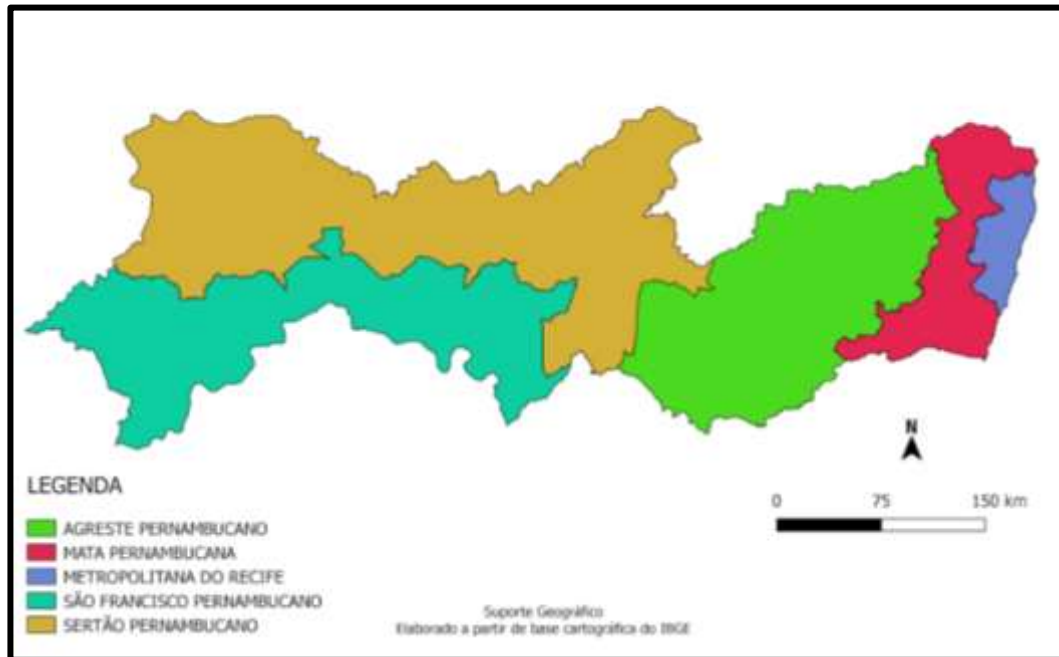 N
LEGENDA
0 75 150 km
AGRESTE PERNAMBUCANO
MATA PERNAMBUCANA
METROPOLITANA DO RECIFE
SÃO FRANCISCO PERNAMBUCANO
SERTÃO PERNAMBUCANO
Suporte Geográfico
Elaborado a partir de base cartográfica do IBGE